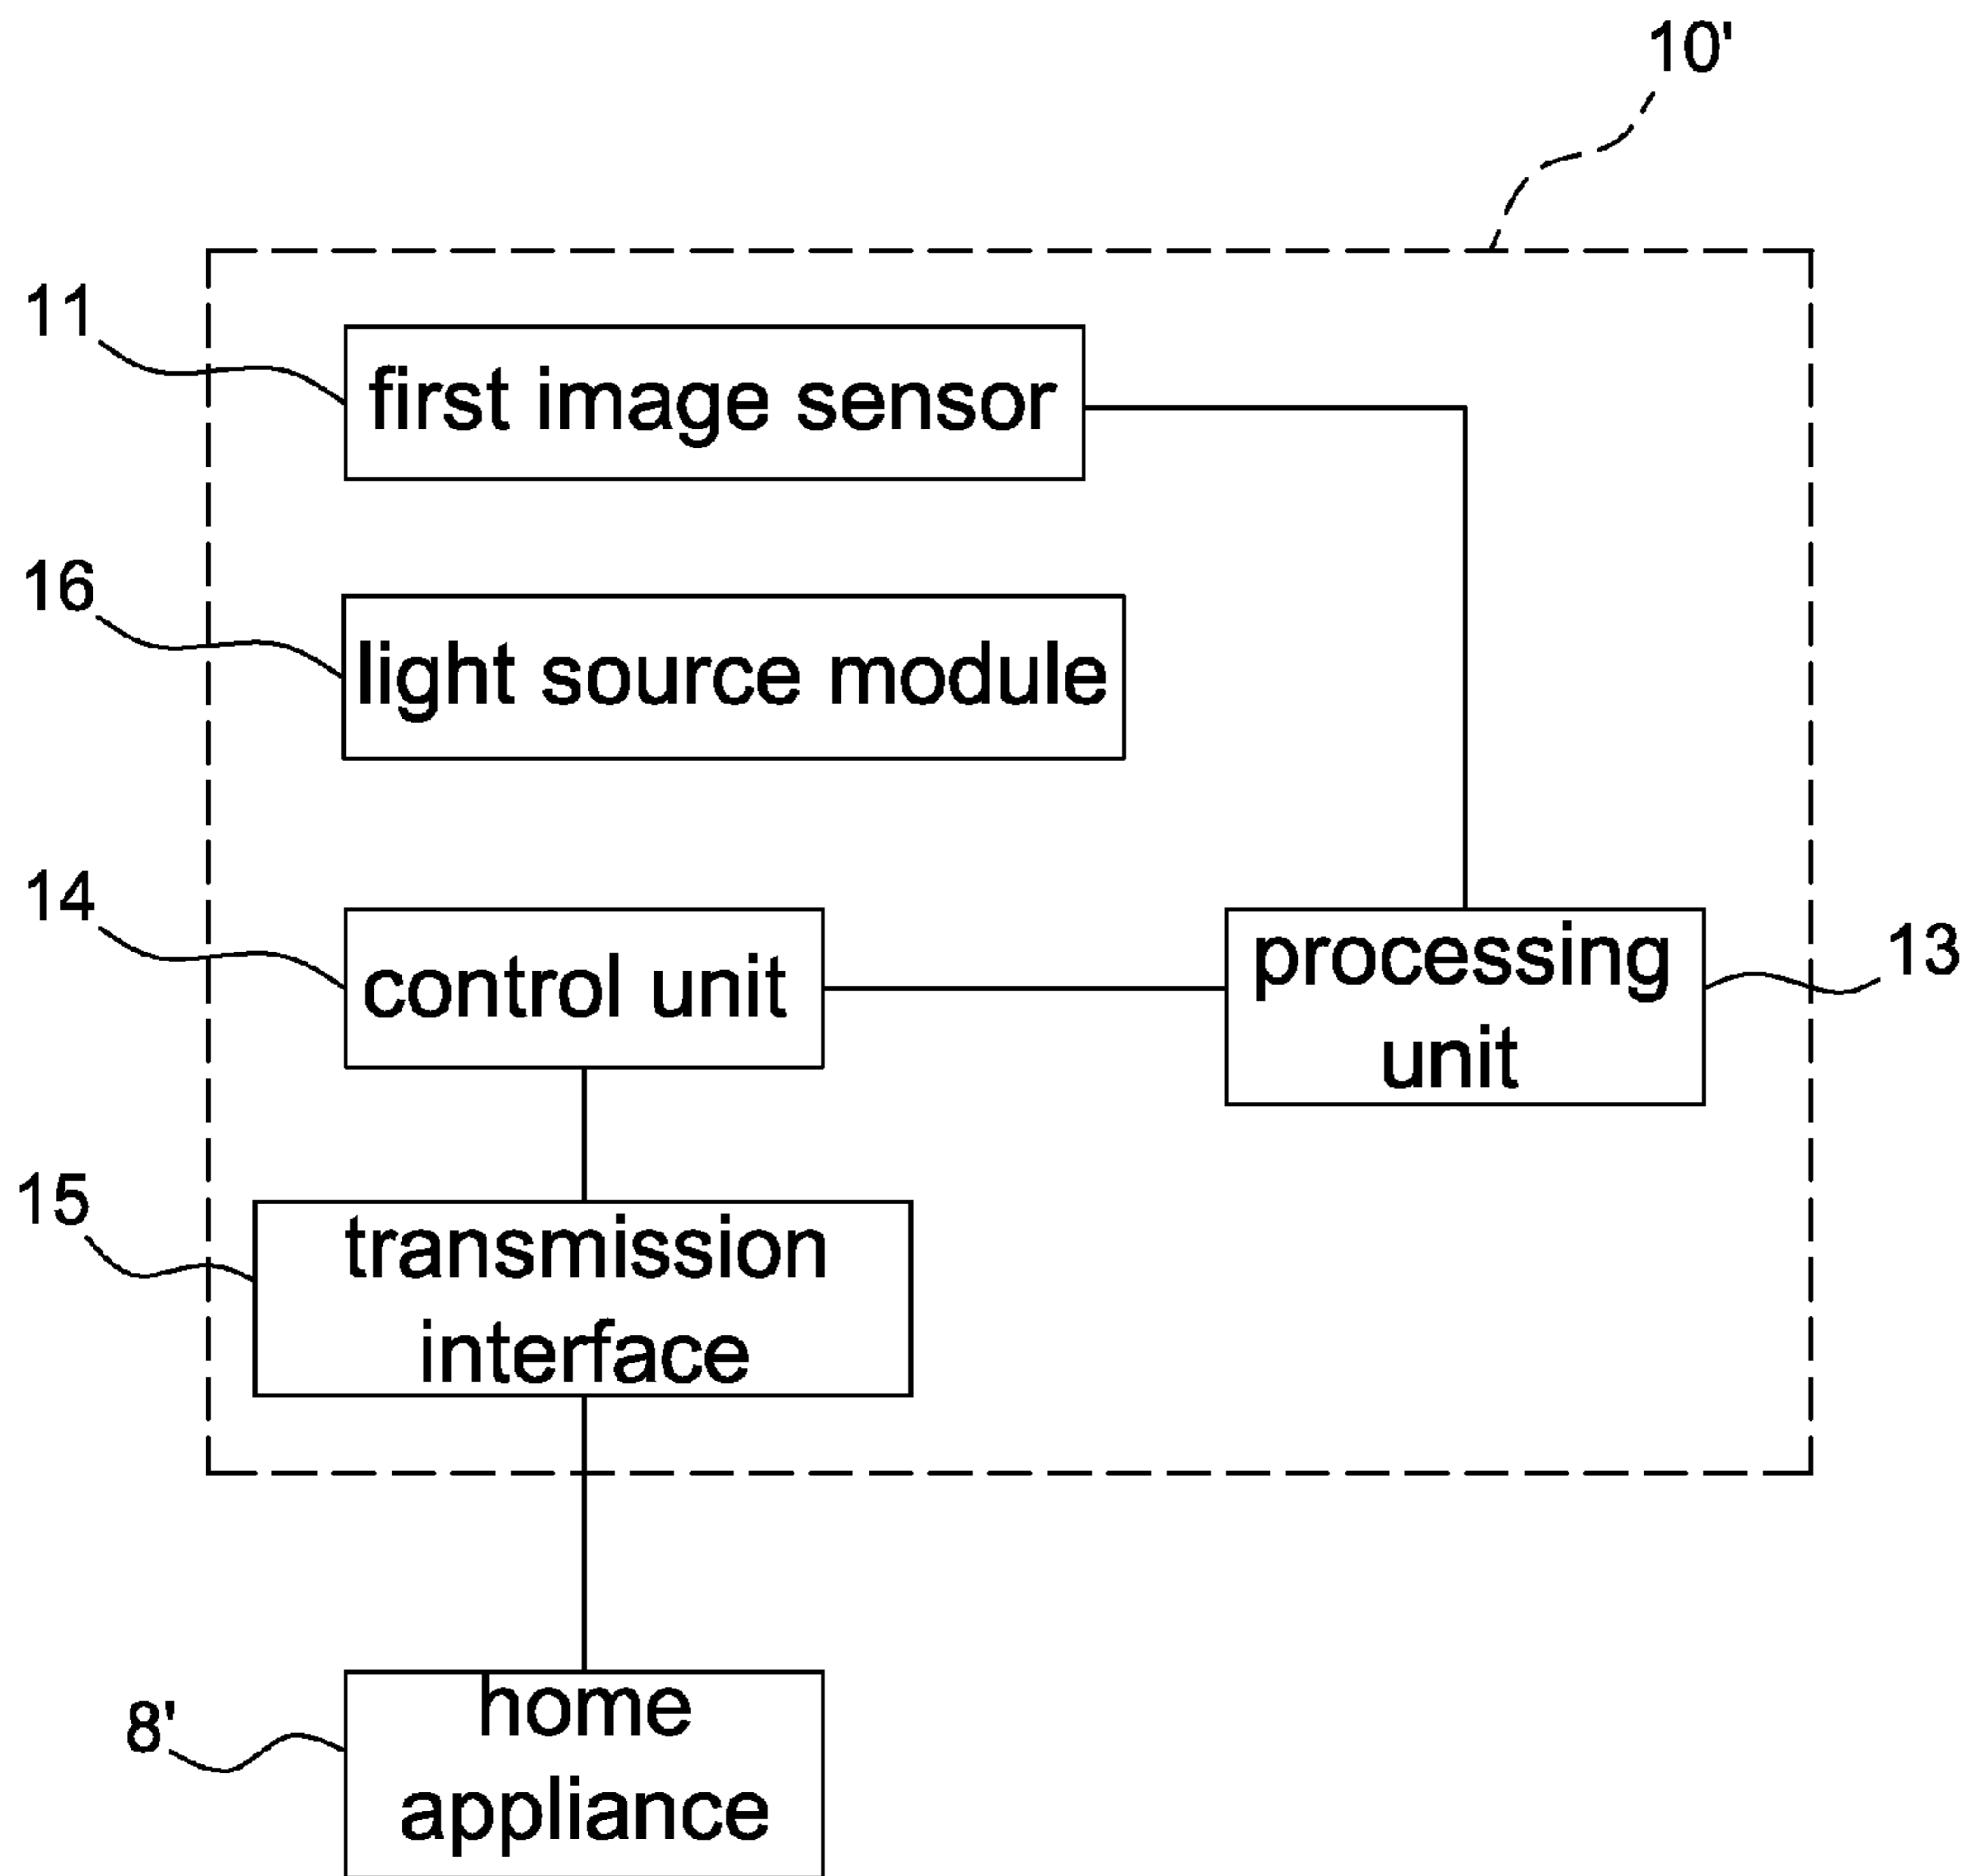 10'
11
first image sensor
16
light source module
14
control unit
processing
unit
13
15
transmission
interface
8'
home
appliance